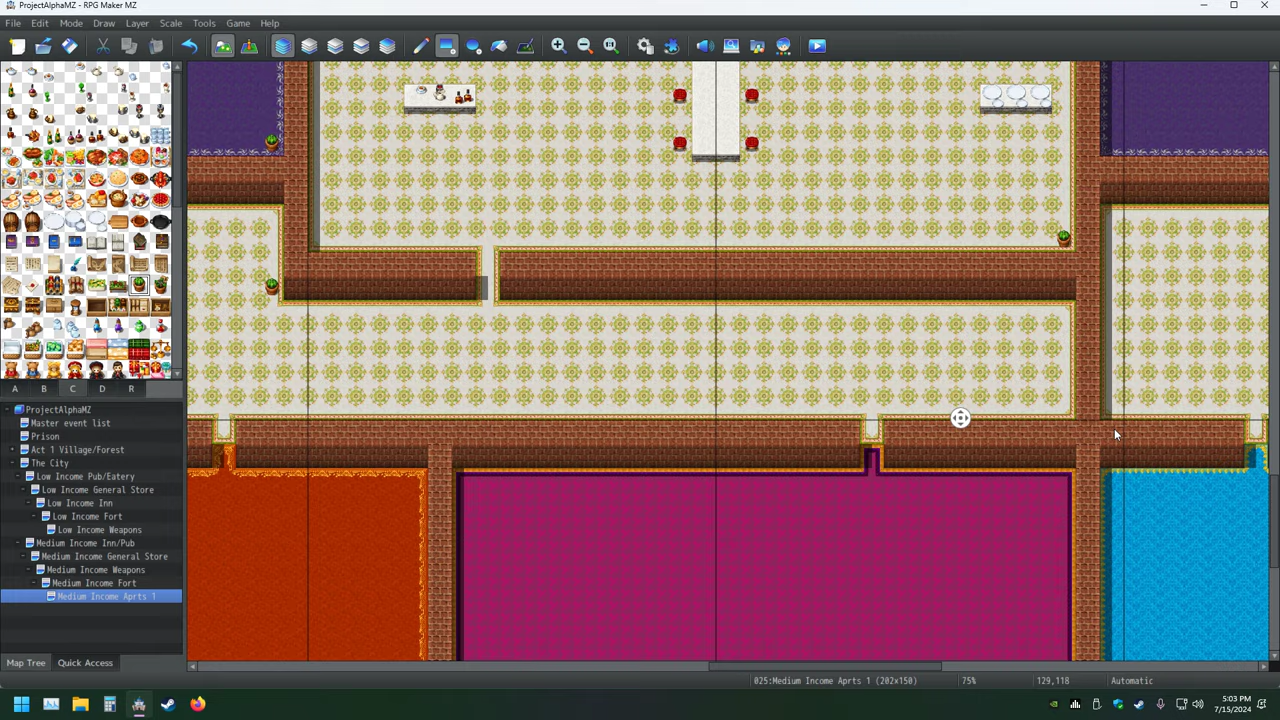 ProjectAlphaMZ - RPG Maker MZ
File Edit Mode Draw Layer Scale Tools Game Help
A B C D R
ProjectAlphaMZ
Master event list
Prison
Act 1 Village/Forest
The City
Low Income Pub/Eatery
Low Income General Store
Low Income Inn
Low Income Fort
Low Income Weapons
Medium Income Inn/Pub
Medium Income General Store
Medium Income Weapons
Medium Income Fort
Medium Income Aprts 1
Map Tree Quick Access
025:Medium Income Aprts 1 (202x150) 75% 129,118 Automatic
5:03 PM
7/15/2024